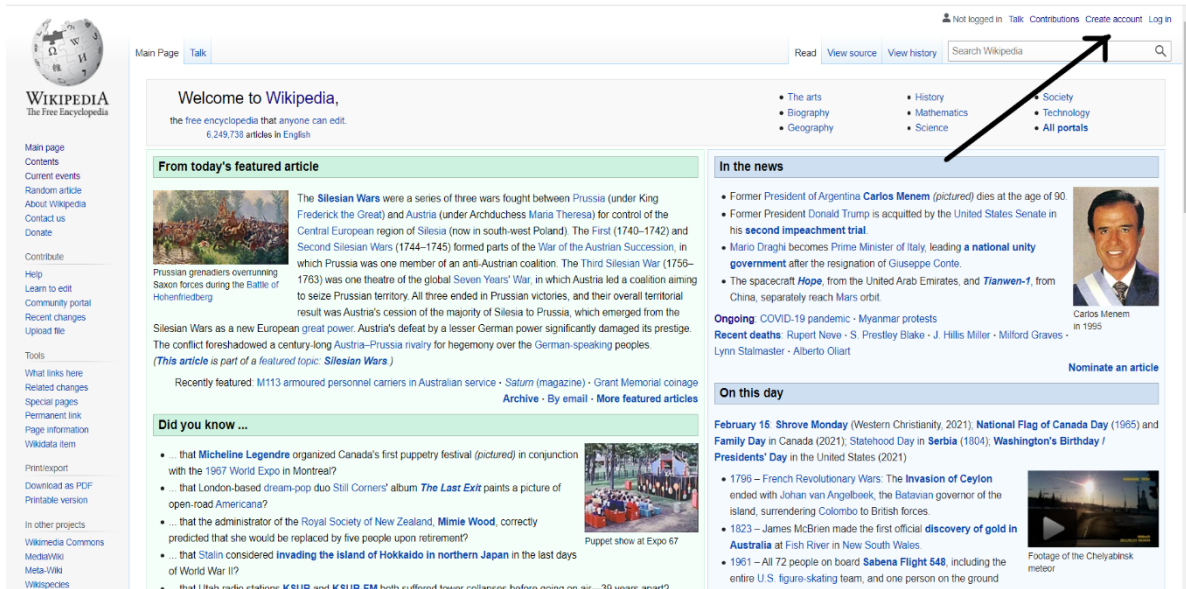 Not logged in Talk Contributions Create account Log in
Main Page Talk
Read View source View history Search Wikipedia
WIKIPEDIA
The Free Encyclopedia
Main page
Contents
Current events
Random article
About Wikipedia
Contact us
Donate
Contribute
Help
Learn to edit
Community portal
Recent changes
Upload file
Tools
What links here
Related changes
Special pages
Permanent link
Page information
Wikidata item
Print/export
Download as PDF
Printable version
In other projects
Wikimedia Commons
MediaWiki
Meta-Wiki
Wikispecies
Welcome to Wikipedia,
the free encyclopedia that anyone can edit.
6,249,738 articles in English
• The arts
• Biography
• Geography
• History
• Mathematics
• Science
• Society
• Technology
• All portals
From today's featured article
Prussian grenadiers overrunning
Saxon forces during the Battle of
Hohenfriedberg
The Silesian Wars were a series of three wars fought between Prussia (under King
Frederick the Great) and Austria (under Archduchess Maria Theresa) for control of the
Central European region of Silesia (now in south-west Poland). The First (1740–1742) and
Second Silesian Wars (1744–1745) formed parts of the War of the Austrian Succession, in
which Prussia was one member of an anti-Austrian coalition. The Third Silesian War (1756–
1763) was one theatre of the global Seven Years' War, in which Austria led a coalition aiming
to seize Prussian territory. All three ended in Prussian victories, and their overall territorial
result was Austria's cession of the majority of Silesia to Prussia, which emerged from the
Silesian Wars as a new European great power. Austria's defeat by a lesser German power significantly damaged its prestige.
The conflict foreshadowed a century-long Austria–Prussia rivalry for hegemony over the German-speaking peoples.
(This article is part of a featured topic: Silesian Wars.)
Recently featured: M113 armoured personnel carriers in Australian service · Saturn (magazine) · Grant Memorial coinage
Archive · By email · More featured articles
Did you know ...
• ... that Micheline Legendre organized Canada's first puppetry festival (pictured) in conjunction
with the 1967 World Expo in Montreal?
• ... that London-based dream-pop duo Still Corners' album The Last Exit paints a picture of
open-road Americana?
• ... that the administrator of the Royal Society of New Zealand, Mimie Wood, correctly
predicted that she would be replaced by five people upon retirement?
• ... that Stalin considered invading the island of Hokkaido in northern Japan in the last days
of World War II?
• ... that Utah radio stations KSUB and KSUB-FM both suffered tower collapses before going on air—39 years apart?
Puppet show at Expo 67
In the news
• Former President of Argentina Carlos Menem (pictured) dies at the age of 90.
• Former President Donald Trump is acquitted by the United States Senate in
his second impeachment trial.
• Mario Draghi becomes Prime Minister of Italy, leading a national unity
government after the resignation of Giuseppe Conte.
• The spacecraft Hope, from the United Arab Emirates, and Tianwen-1, from
China, separately reach Mars orbit.
Carlos Menem
in 1995
Ongoing: COVID-19 pandemic · Myanmar protests
Recent deaths: Rupert Neve · S. Prestley Blake · J. Hillis Miller · Milford Graves ·
Lynn Stalmaster · Alberto Oliart
Nominate an article
On this day
February 15: Shrove Monday (Western Christianity, 2021); National Flag of Canada Day (1965) and
Family Day in Canada (2021); Statehood Day in Serbia (1804); Washington's Birthday /
Presidents' Day in the United States (2021)
• 1796 – French Revolutionary Wars: The Invasion of Ceylon
ended with Johan van Angelbeek, the Batavian governor of the
island, surrendering Colombo to British forces.
• 1823 – James McBrien made the first official discovery of gold in
Australia at Fish River in New South Wales.
• 1961 – All 72 people on board Sabena Flight 548, including the
entire U.S. figure-skating team, and one person on the ground
Footage of the Chelyabinsk
meteor